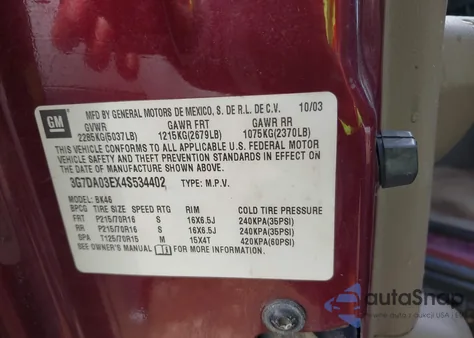 GM
MFD BY GENERAL MOTORS DE MEXICO, S. DE R.L. DE C.V. 10/03
GVWR GAWR FRT GAWR RR
2285KG(5037LB) 1215KG(2679LB) 1075KG(2370LB)
THIS VEHICLE CONFORMS TO ALL APPLICABLE U.S. FEDERAL MOTOR
VEHICLE SAFETY AND THEFT PREVENTION STANDARDS IN EFFECT ON
THE DATE OF MANUFACTURE SHOWN ABOVE.
3G7DA03EX4S534402 TYPE: M.P.V.
MODEL: BK46
BPCG TIRE SIZE SPEED RTG RIM COLD TIRE PRESSURE
FRT P215/70R16 S 16X6.5J 240KPA(35PSI)
RR P215/70R16 S 16X6.5J 240KPA(35PSI)
SPA T125/70R15 M 15X4T 420KPA(60PSI)
SEE OWNER'S MANUAL FOR ADDITIONAL INFORMATION
autoSnap